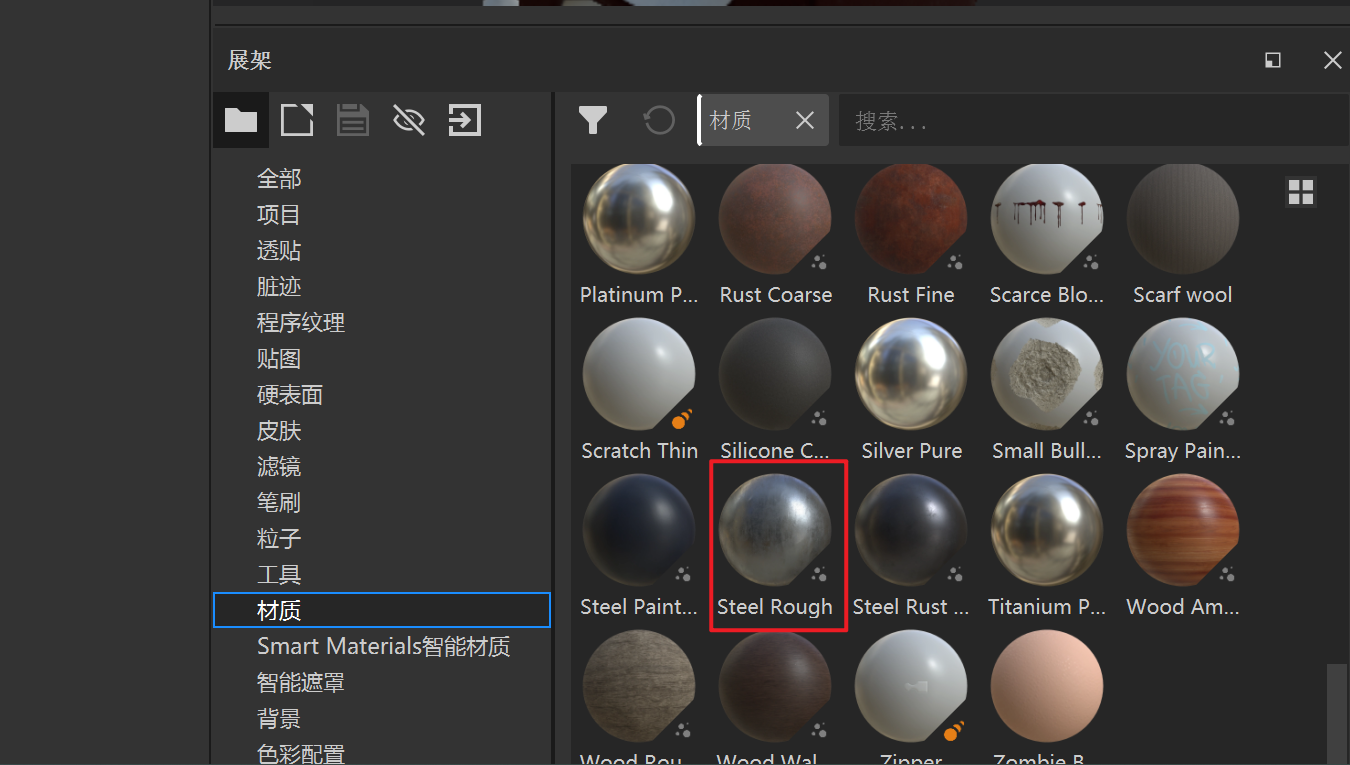 展架
材质
搜索...
全部
项目
透贴
脏迹
程序纹理
贴图
硬表面
皮肤
滤镜
笔刷
粒子
工具
材质
Smart Materials智能材质
智能遮罩
背景
色彩配置
Platinum P...
Rust Coarse
Rust Fine
Scarce Blo...
Scarf wool
Scratch Thin
Silicone C...
Silver Pure
Small Bull...
YOUR
TAG
Spray Pain...
Steel Paint...
Steel Rough
Steel Rust ...
Titanium P...
Wood Am...
Wood Rou...
Wood Wal...
Zipper
Zombie B...